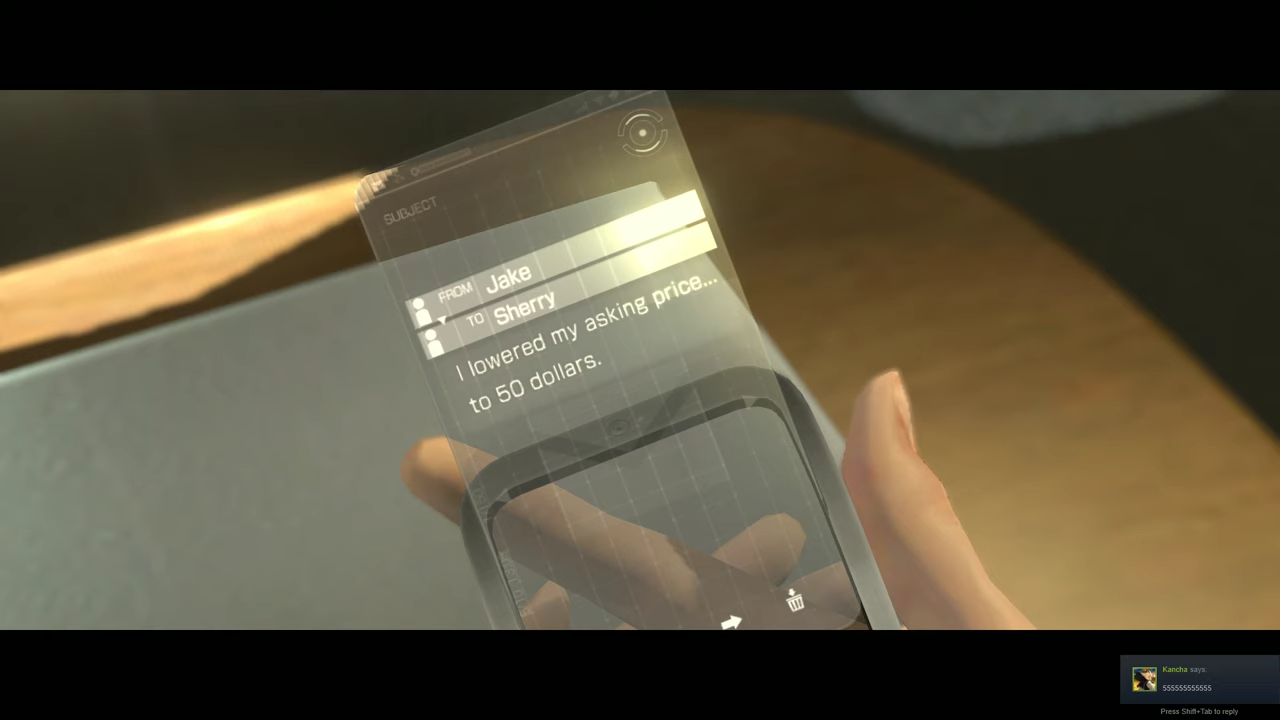 SUBJECT
FROM Jake
TO Sherry
I lowered my asking price...
to 50 dollars.
Kancha says:
555555555555
Press Shift+Tab to reply